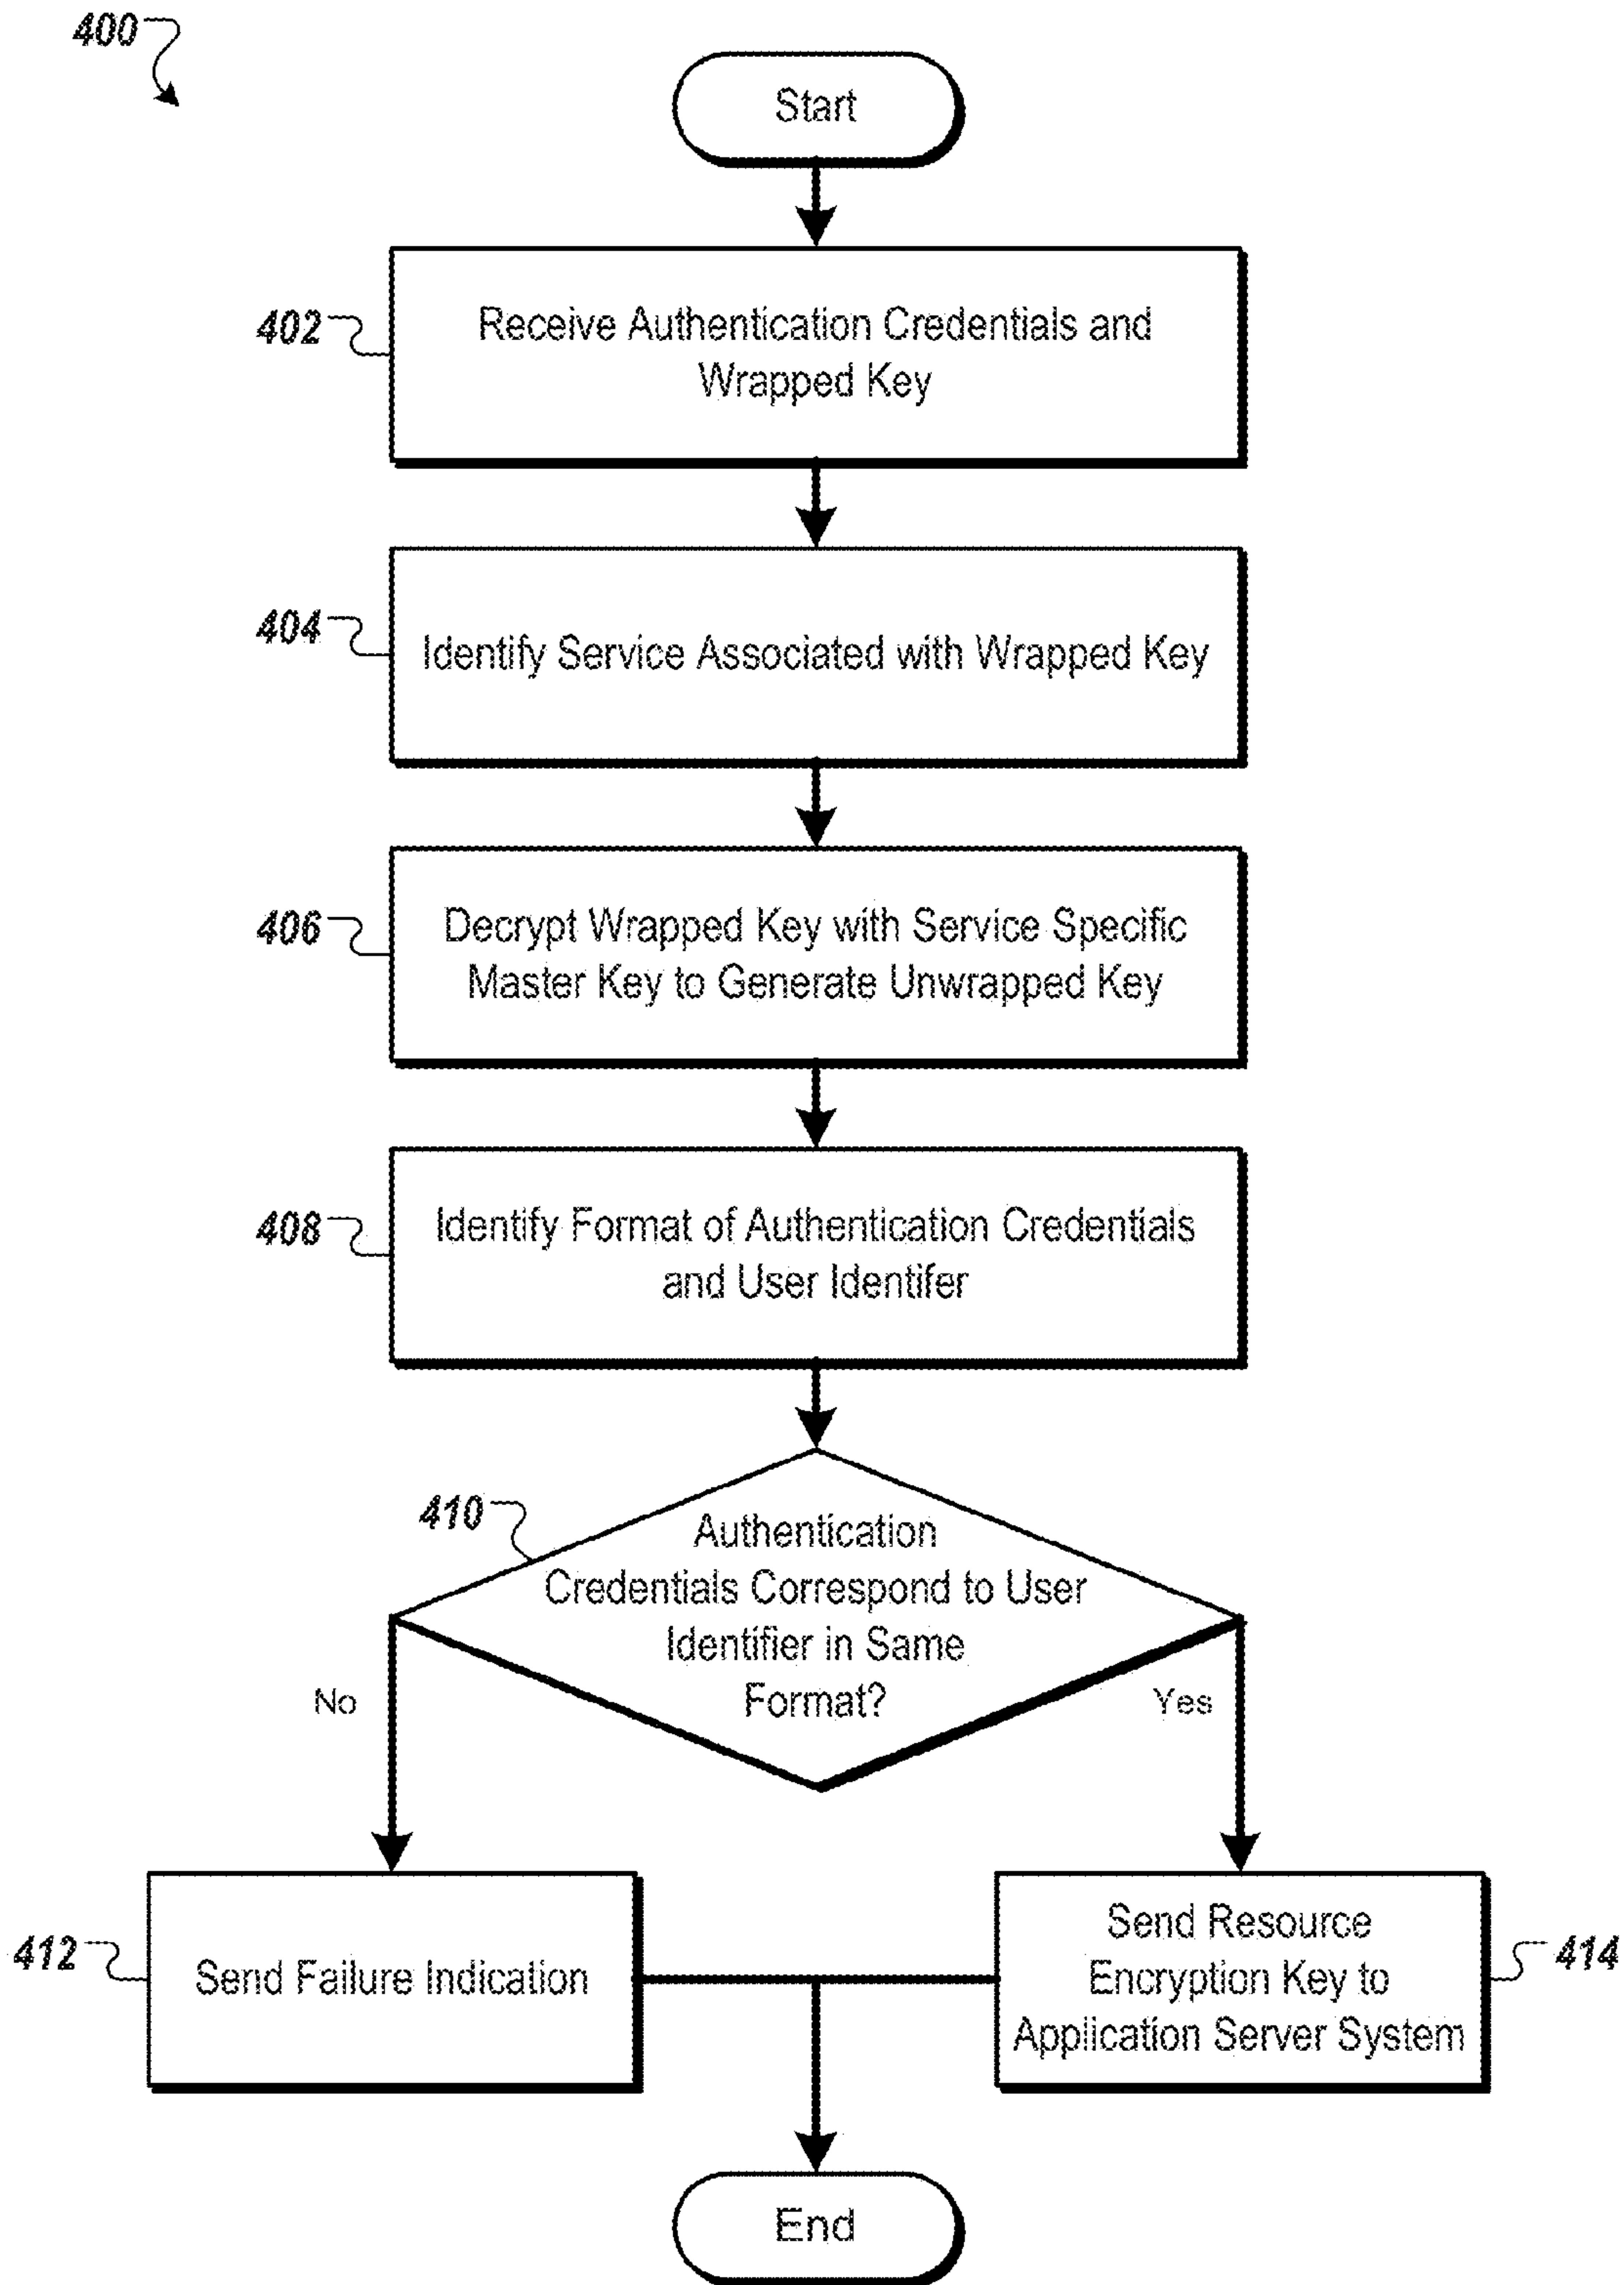 400
Start
402
Receive Authentication Credentials and
Wrapped Key
404
Identify Service Associated with Wrapped Key
406
Decrypt Wrapped Key with Service Specific
Master Key to Generate Unwrapped Key
408
Identify Format of Authentication Credentials
and User Identifer
410
Authentication
Credentials Correspond to User
Identifier in Same
Format?
No
Yes
412
Send Failure Indication
Send Resource
Encryption Key to
Application Server System
414
End